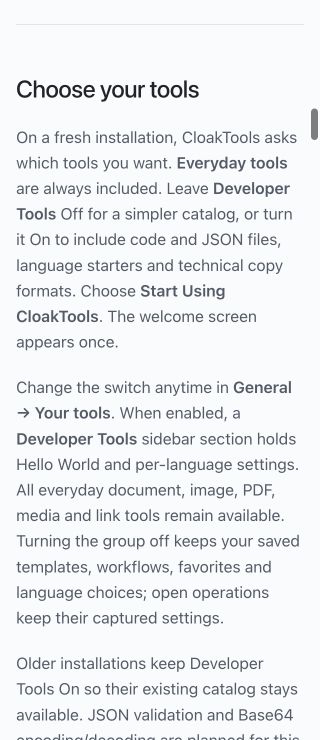 Choose your tools
On a fresh installation, CloakTools asks
which tools you want. Everyday tools
are always included. Leave Developer
Tools Off for a simpler catalog, or turn
it On to include code and JSON files,
language starters and technical copy
formats. Choose Start Using
CloakTools. The welcome screen
appears once.
Change the switch anytime in General
→ Your tools. When enabled, a
Developer Tools sidebar section holds
Hello World and per-language settings.
All everyday document, image, PDF,
media and link tools remain available.
Turning the group off keeps your saved
templates, workflows, favorites and
language choices; open operations
keep their captured settings.
Older installations keep Developer
Tools On so their existing catalog stays
available. JSON validation and Base64
encoding/decoding are planned for this